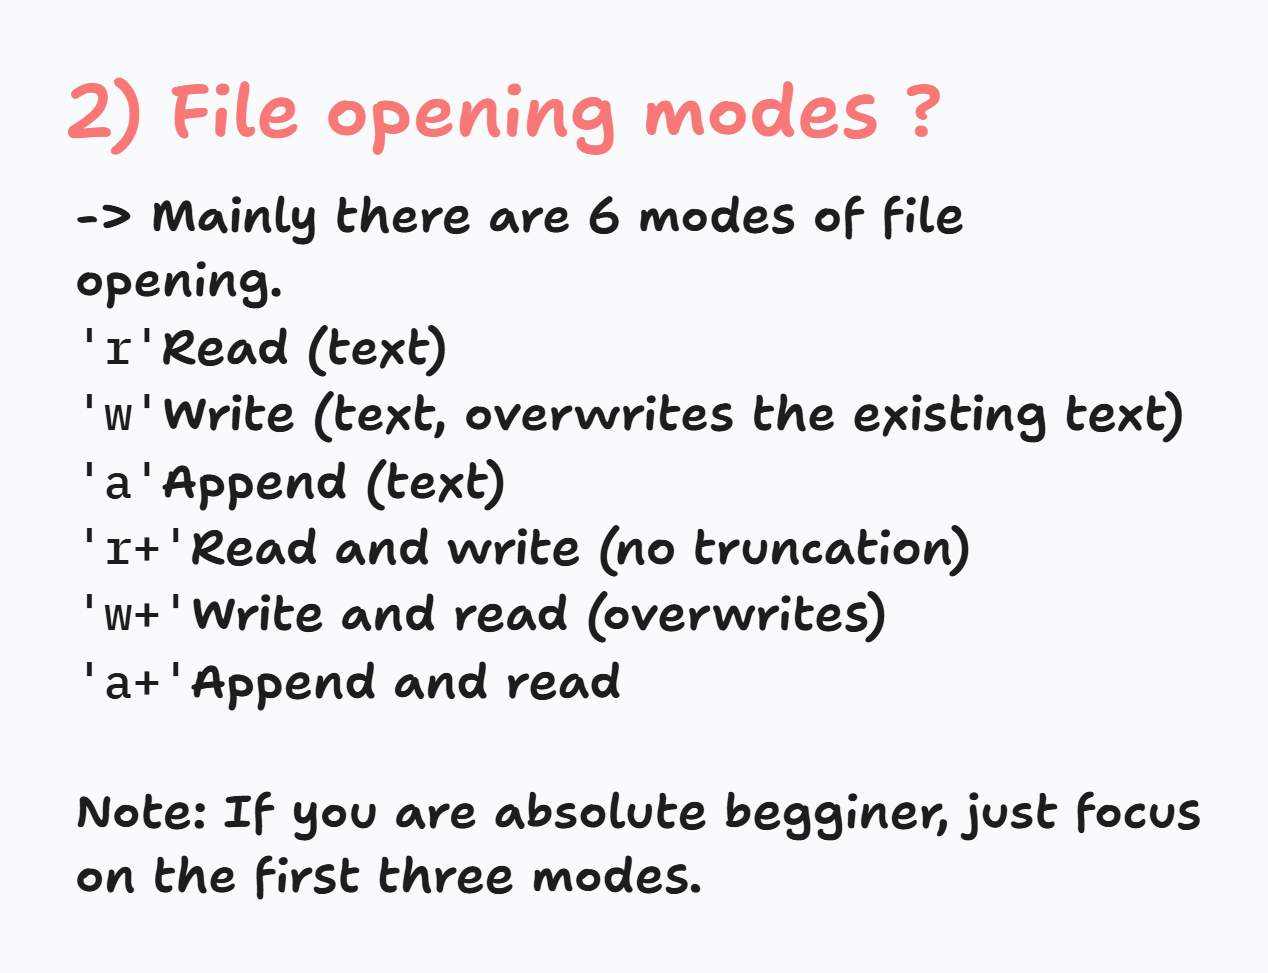 2) File opening modes ?
-> Mainly there are 6 modes of file
opening.
'r'Read (text)
'w'Write (text, overwrites the existing text)
'a'Append (text)
'r+'Read and write (no truncation)
'w+'Write and read (overwrites)
'a+'Append and read
Note: If you are absolute begginer, just focus
on the first three modes.